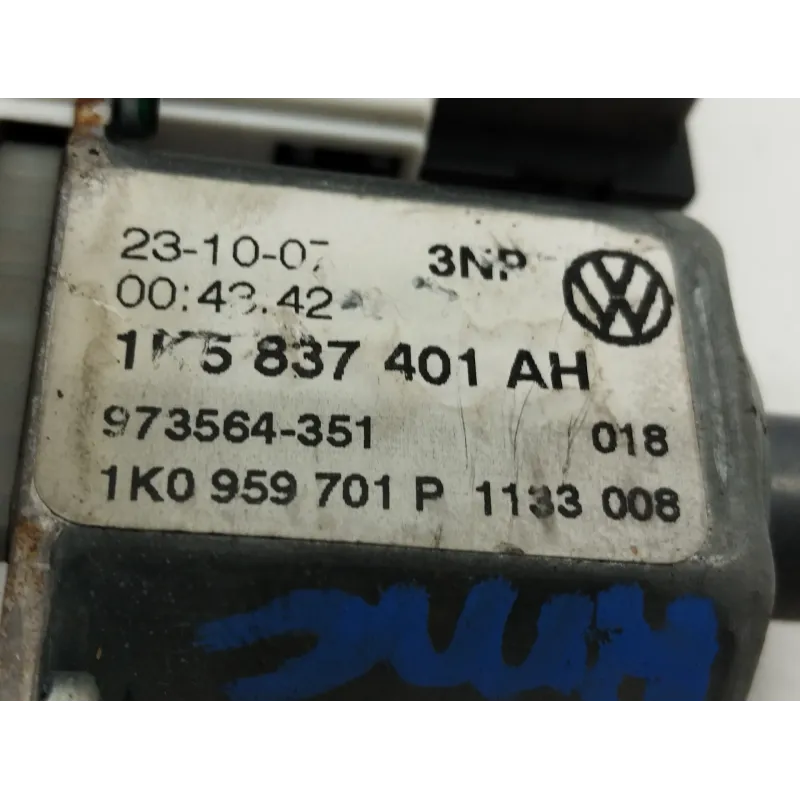 23-10-07 3NP
00:43.42
1K5 837 401 AH
973564-351 018
1K0 959 701 P 1133 008